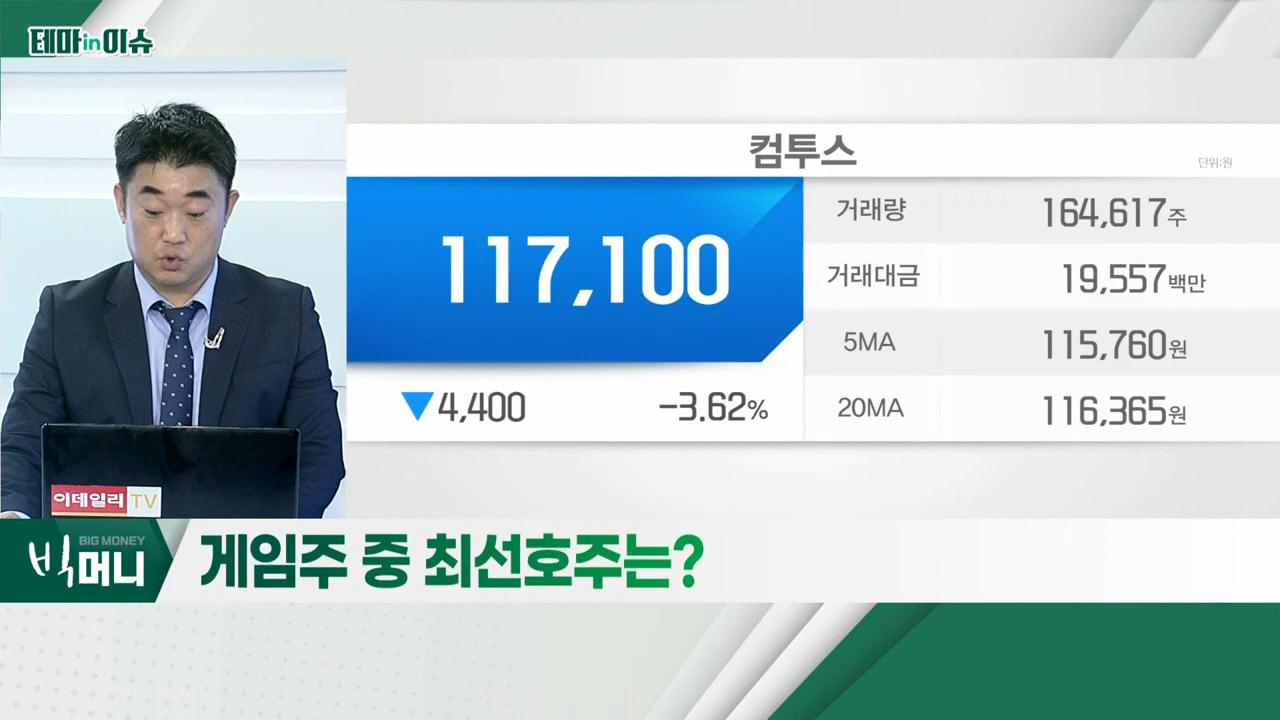 테마in이슈
컴투스
단위:원
117,100
▼4,400 -3.62%
거래량 164,617주
거래대금 19,557백만
5MA 115,760원
20MA 116,365원
이데일리TV
BIG MONEY
빅머니
게임주 중 최선호주는?